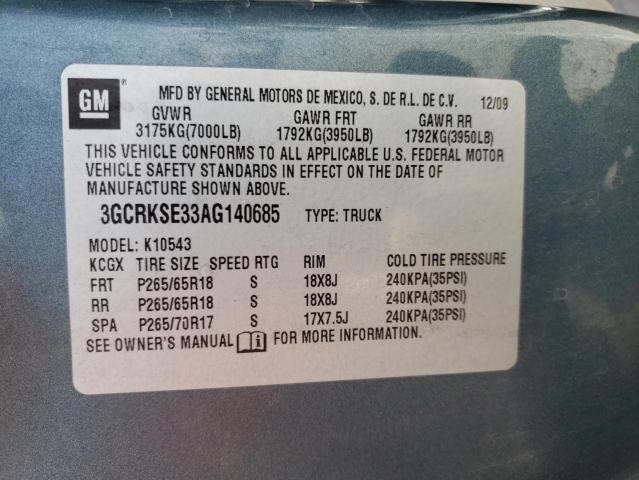 GM ®
MFD BY GENERAL MOTORS DE MEXICO, S. DE R.L. DE C.V. 12/09
GVWR GAWR FRT GAWR RR
3175KG(7000LB) 1792KG(3950LB) 1792KG(3950LB)
THIS VEHICLE CONFORMS TO ALL APPLICABLE U.S. FEDERAL MOTOR
VEHICLE SAFETY STANDARDS IN EFFECT ON THE DATE OF
MANUFACTURE SHOWN ABOVE.
3GCRKSE33AG140685 TYPE: TRUCK
MODEL: K10543
KCGX TIRE SIZE SPEED RTG RIM COLD TIRE PRESSURE
FRT P265/65R18 S 18X8J 240KPA(35PSI)
RR P265/65R18 S 18X8J 240KPA(35PSI)
SPA P265/70R17 S 17X7.5J 240KPA(35PSI)
SEE OWNER'S MANUAL FOR MORE INFORMATION.